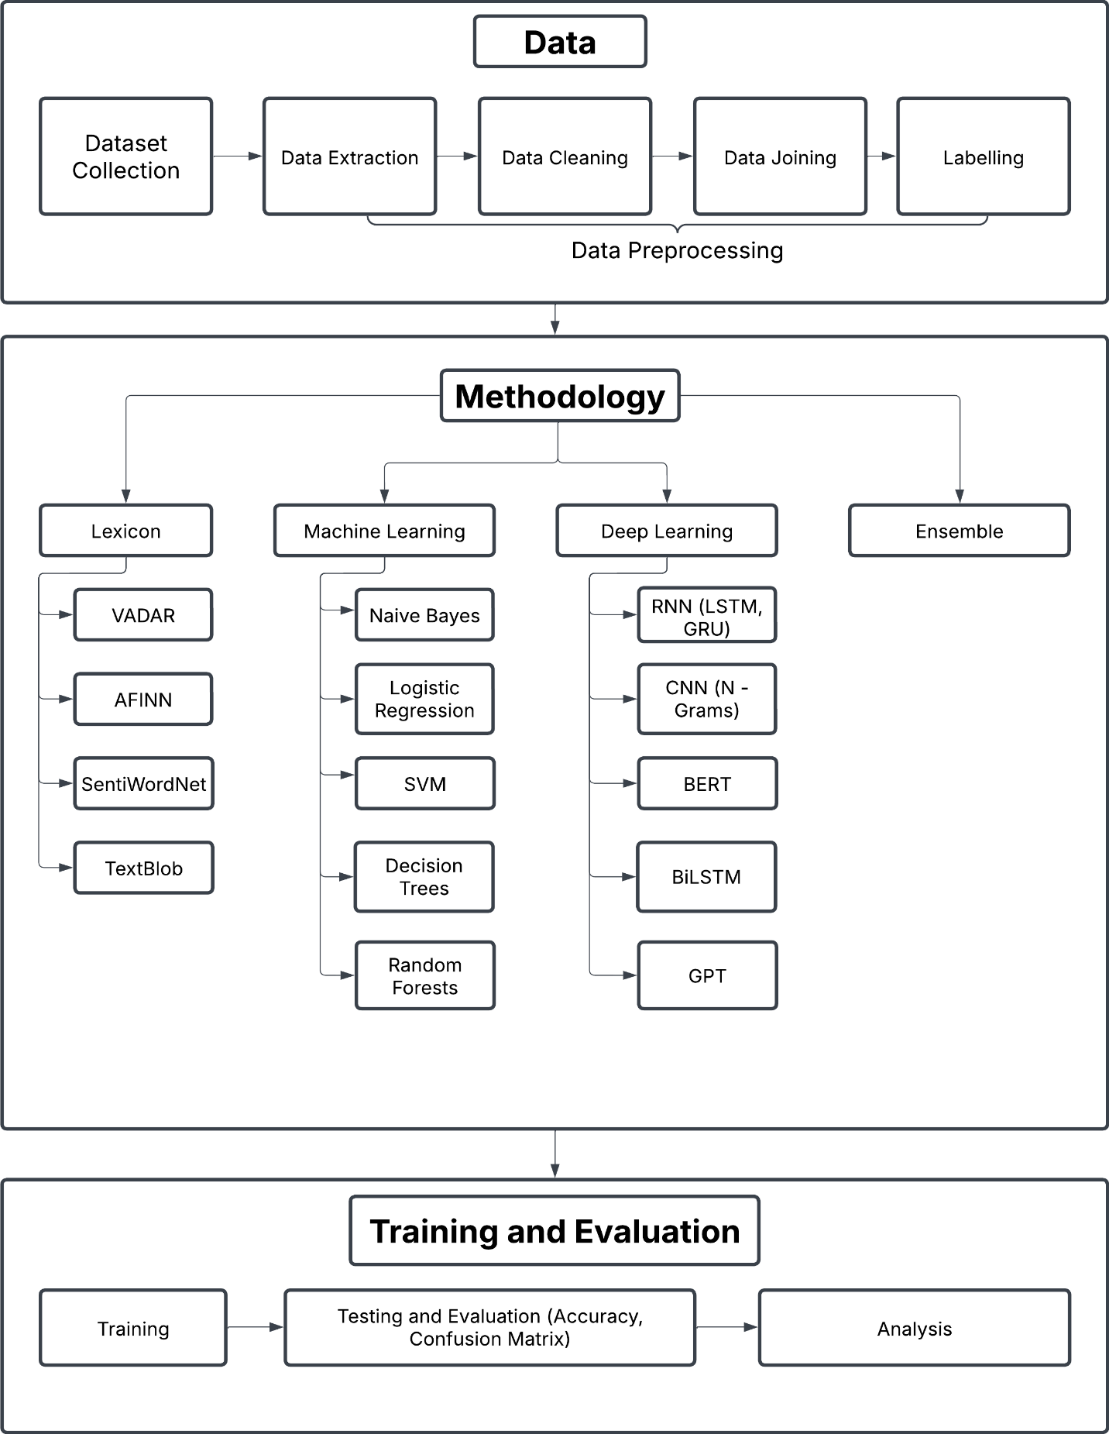 Data
Dataset
Collection
Data Extraction
Data Cleaning
Data Joining
Labelling
Data Preprocessing
Methodology
Lexicon
VADAR
AFINN
SentiWordNet
TextBlob
Machine Learning
Naive Bayes
Logistic
Regression
SVM
Decision
Trees
Random
Forests
Deep Learning
RNN (LSTM,
GRU)
CNN (N -
Grams)
BERT
BiLSTM
GPT
Ensemble
Training and Evaluation
Training
Testing and Evaluation (Accuracy,
Confusion Matrix)
Analysis